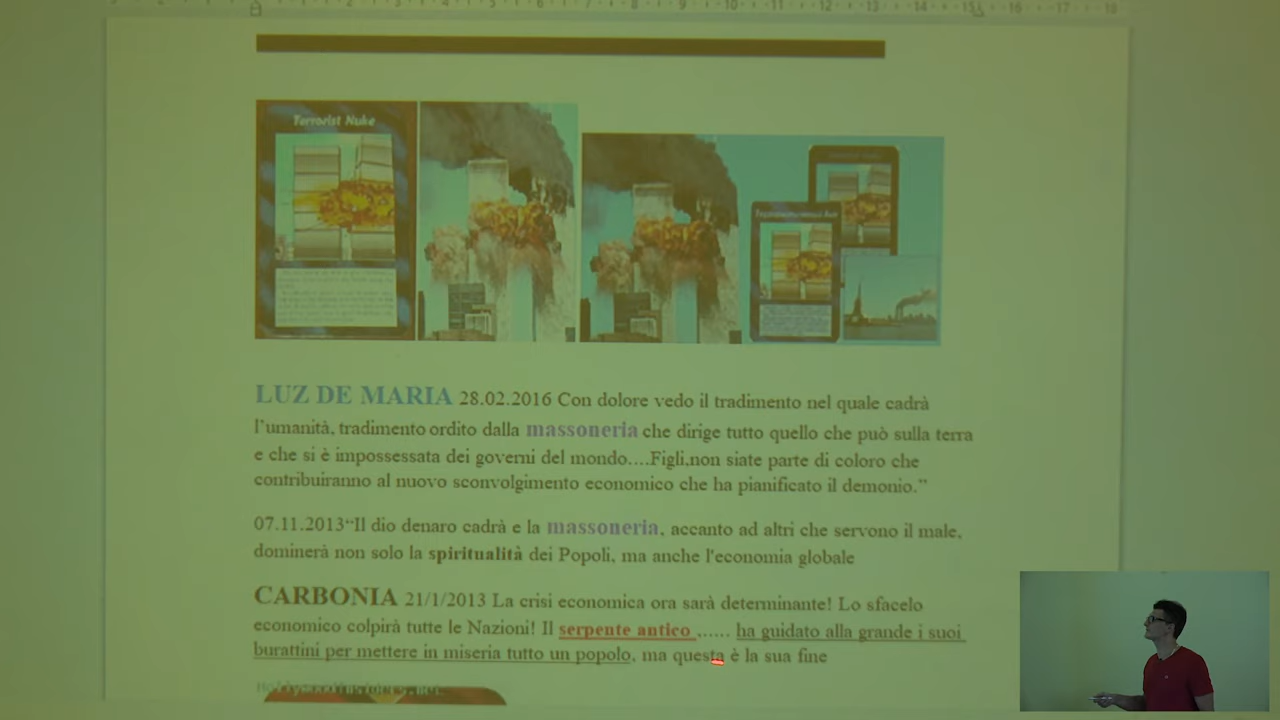 Terrorist Nuke
LUZ DE MARIA 28.02.2016 Con dolore vedo il tradimento nel quale cadrà
l'umanità, tradimento ordito dalla massoneria che dirige tutto quello che può sulla terra
e che si è impossessata dei governi del mondo....Figli,non siate parte di coloro che
contribuiranno al nuovo sconvolgimento economico che ha pianificato il demonio.”
07.11.2013“Il dio denaro cadrà e la massoneria, accanto ad altri che servono il male,
dominerà non solo la spiritualità dei Popoli, ma anche l'economia globale
CARBONIA 21/1/2013 La crisi economica ora sarà determinante! Lo sfacelo
economico colpirà tutte le Nazioni! Il serpente antico ,...... ha guidato alla grande i suoi
burattini per mettere in miseria tutto un popolo, ma questa è la sua fine